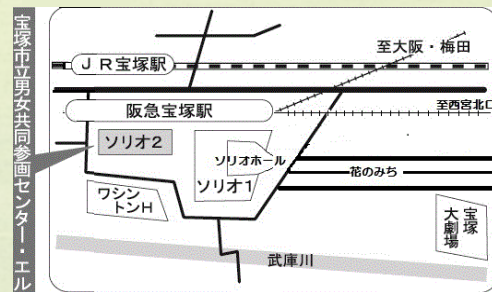 宝塚市立男女共同参画センター・エル
JR宝塚駅
至大阪・梅田
阪急宝塚駅
至西宮北口
ソリオ2
ソリオホール
ソリオ1
花のみち
ワシン
トンH
宝塚
大劇場
武庫川